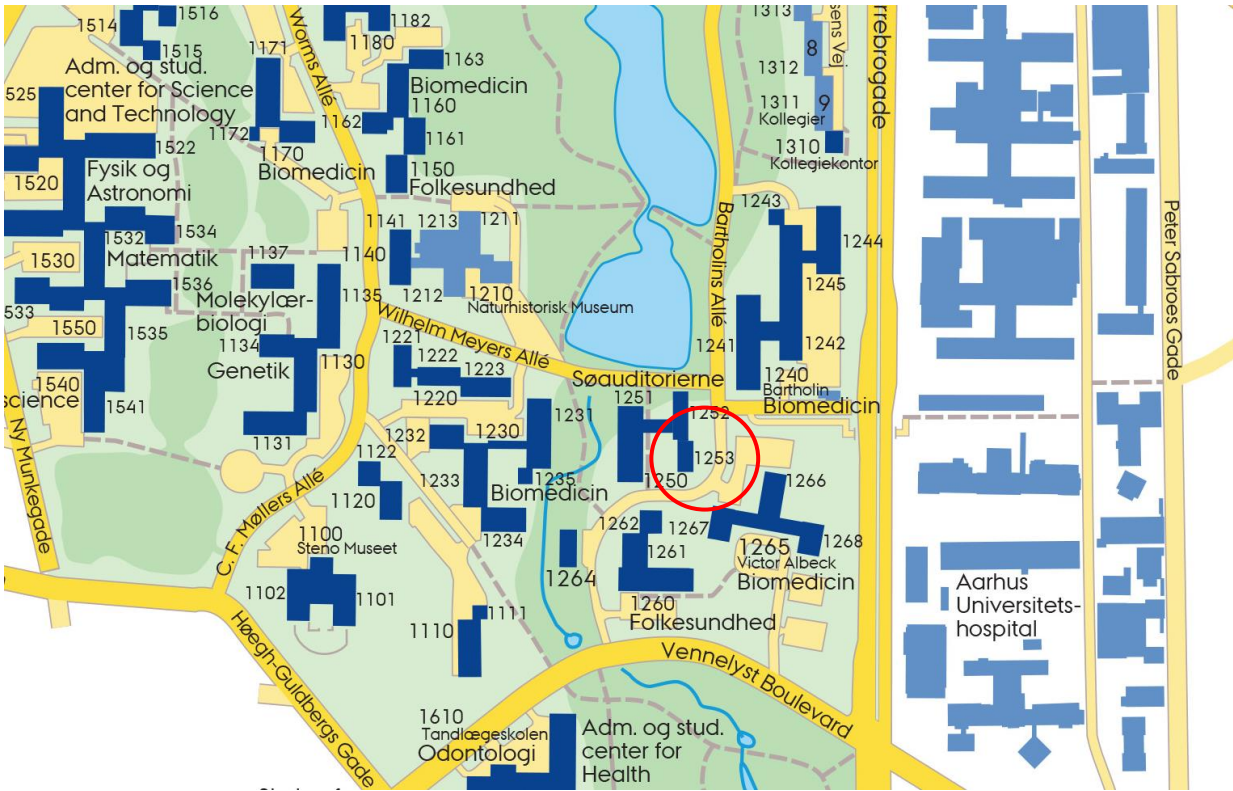 1514
1516
1515
Adm. og stud.
center for Science
and Technology
525
1522
1520
Fysik og
Astronomi
1532
1534
1530
Matematik
1536
533
1550
1535
1540
science
1541
Ny Munkegade
1171
1172
1170
Biomedicin
Worms Allé
1182
1180
1163
Biomedicin
1160
1162
1161
1150
Folkesundhed
1141
1213
1211
1140
1137
1212
1210
Naturhistorisk Museum
Molekylær-
biologi
1135
1134
1130
Genetik
1131
Wilhelm Meyers Allé
1221
1222
1223
1220
1231
1232
1230
1233
1235
Biomedicin
1234
1122
1120
C. F. Møllers Allé
1100
Steno Museet
1102
1101
1111
1110
Høegh-Guldbergs Gade
1313
8
1312
sens Vej
1311
9
Kollegier
1310
Kollegiekontor
rrebrogade
Bartholins Allé
1243
1244
1245
1241
1242
1240
Bartholin
Biomedicin
Søauditorierne
1251
1252
1253
1250
1266
1262
1267
1261
1265
1268
Victor Albeck
Biomedicin
1264
1260
Folkesundhed
Vennelyst Boulevard
1610
Tandlægeskolen
Odontologi
Adm. og stud.
center for
Health
Peter Sabroes Gade
Aarhus
Universitets-
hospital